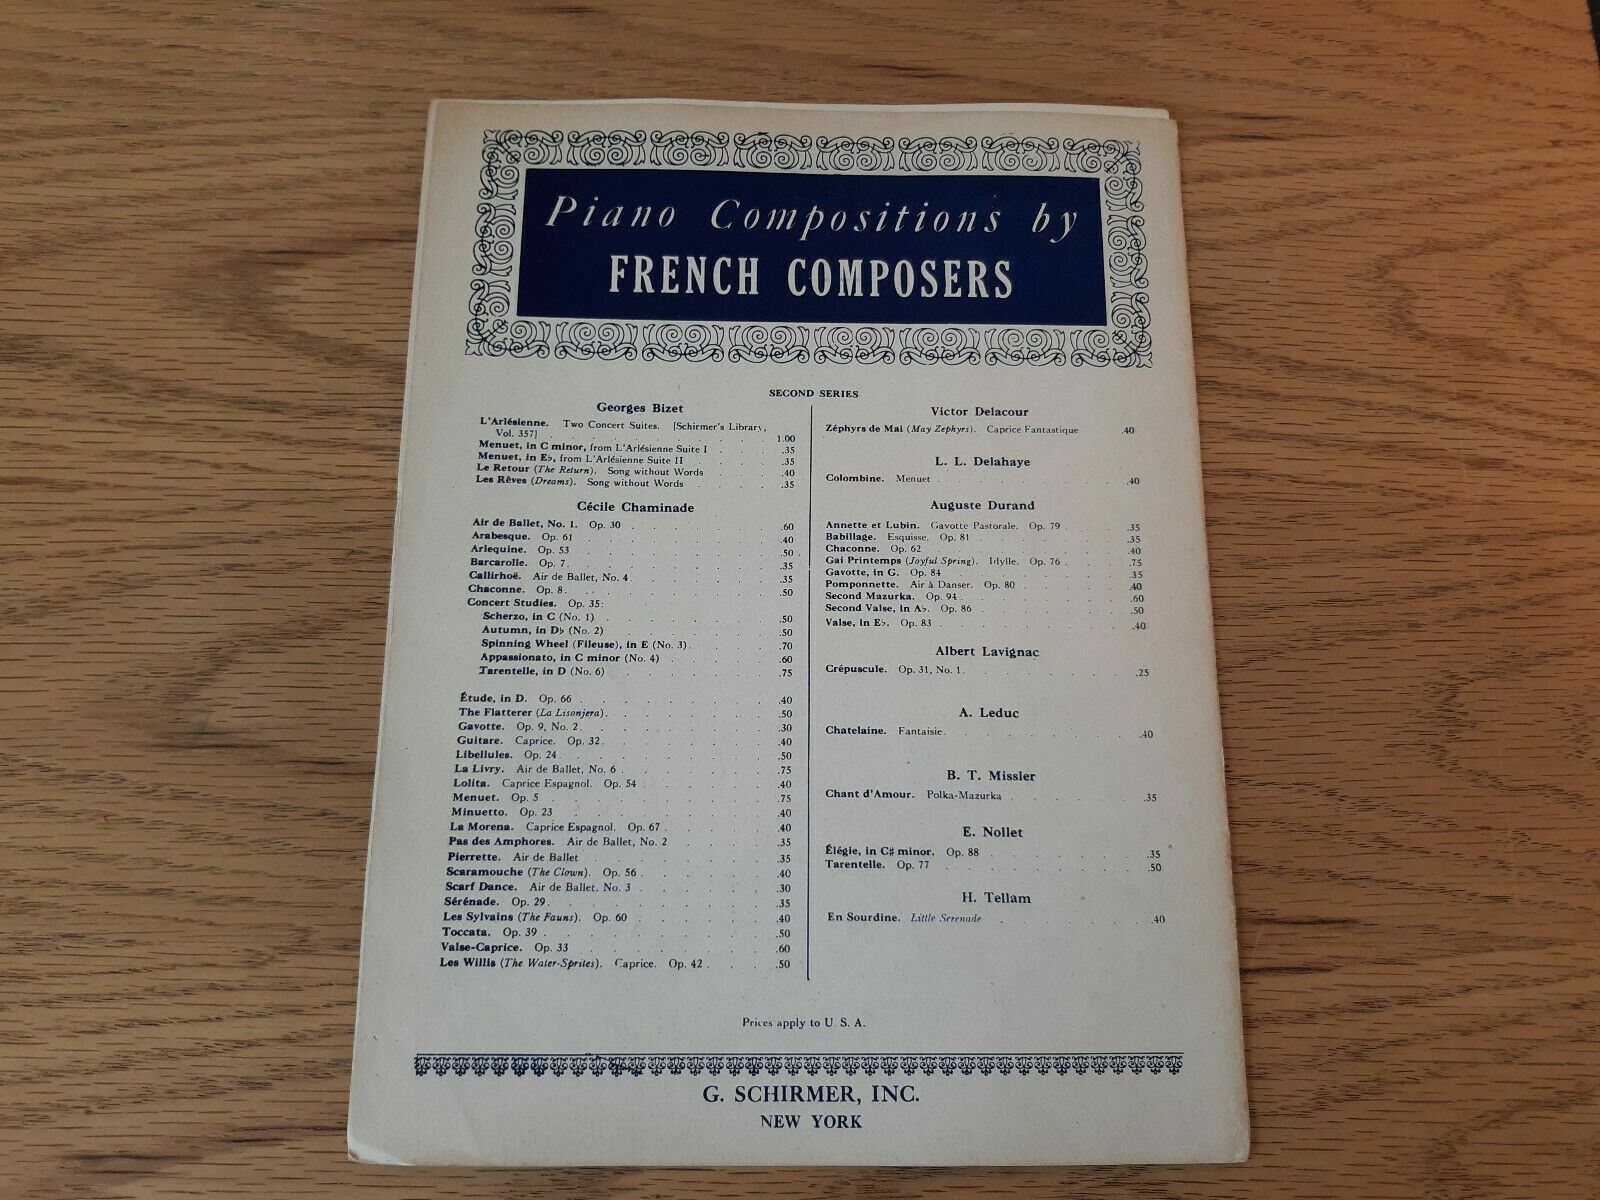 Piano Compositions by
FRENCH COMPOSERS
SECOND SERIES
Georges Bizet
L'Arlésienne. Two Concert Suites. [Schirmer's Library,
Vol. 357] . . . . . . 1.00
Menuet, in C minor, from L'Arlésienne Suite I . . . .35
Menuet, in E♭, from L'Arlésienne Suite II . . . .35
Le Retour (The Return). Song without Words . . . .40
Les Rêves (Dreams). Song without Words . . . .35
Cécile Chaminade
Air de Ballet, No. 1. Op. 30 . . . . . .60
Arabesque. Op. 61 . . . . . .40
Arlequine. Op. 53 . . . . . .50
Barcarolle. Op. 7 . . . . . .35
Callirhoë. Air de Ballet, No. 4 . . . . . .35
Chaconne. Op. 8 . . . . . .50
Concert Studies. Op. 35:
Scherzo, in C (No. 1) . . . . . .50
Autumn, in D♭ (No. 2) . . . . . .50
Spinning Wheel (Fileuse), in E (No. 3) . . . .70
Appassionato, in C minor (No. 4) . . . . .60
Tarentelle, in D (No. 6) . . . . . .75
Étude, in D. Op. 66 . . . . . .40
The Flatterer (La Lisonjera) . . . . . .50
Gavotte. Op. 9, No. 2 . . . . . .30
Guitare. Caprice. Op. 32 . . . . . .40
Libellules. Op. 24 . . . . . .50
La Livry. Air de Ballet, No. 6 . . . . . .75
Lolita. Caprice Espagnol. Op. 54 . . . . .40
Menuet. Op. 5 . . . . . .75
Minuetto. Op. 23 . . . . . .40
La Morena. Caprice Espagnol. Op. 67 . . . . .40
Pas des Amphores. Air de Ballet, No. 2 . . . . .35
Pierrette. Air de Ballet . . . . . .35
Scaramouche (The Clown). Op. 56 . . . . .40
Scarf Dance. Air de Ballet, No. 3 . . . . .30
Sérénade. Op. 29 . . . . . .35
Les Sylvains (The Fauns). Op. 60 . . . . .40
Toccata. Op. 39 . . . . . .50
Valse-Caprice. Op. 33 . . . . . .60
Les Willis (The Water-Sprites). Caprice. Op. 42 . . . .50
Victor Delacour
Zéphyrs de Mai (May Zephyrs). Caprice Fantastique .40
L. L. Delahaye
Colombine. Menuet . . . . . .40
Auguste Durand
Annette et Lubin. Gavotte Pastorale. Op. 79 . . . .35
Babillage. Esquisse. Op. 81 . . . . . .35
Chaconne. Op. 62 . . . . . .40
Gai Printemps (Joyful Spring). Idylle. Op. 76 . . . .75
Gavotte, in G. Op. 84 . . . . . .35
Pomponnette. Air à Danser. Op. 80 . . . . .40
Second Mazurka. Op. 94 . . . . . .60
Second Valse, in A♭. Op. 86 . . . . . .50
Valse, in E♭. Op. 83 . . . . . .40
Albert Lavignac
Crépuscule. Op. 31, No. 1 . . . . . .25
A. Leduc
Chatelaine. Fantaisie . . . . . .40
B. T. Missler
Chant d'Amour. Polka-Mazurka . . . . . .35
E. Nollet
Élégie, in C♯ minor. Op. 88 . . . . . .35
Tarentelle. Op. 77 . . . . . .50
H. Tellam
En Sourdine. Little Serenade . . . . . .40
Prices apply to U. S. A.
G. SCHIRMER, INC.
NEW YORK